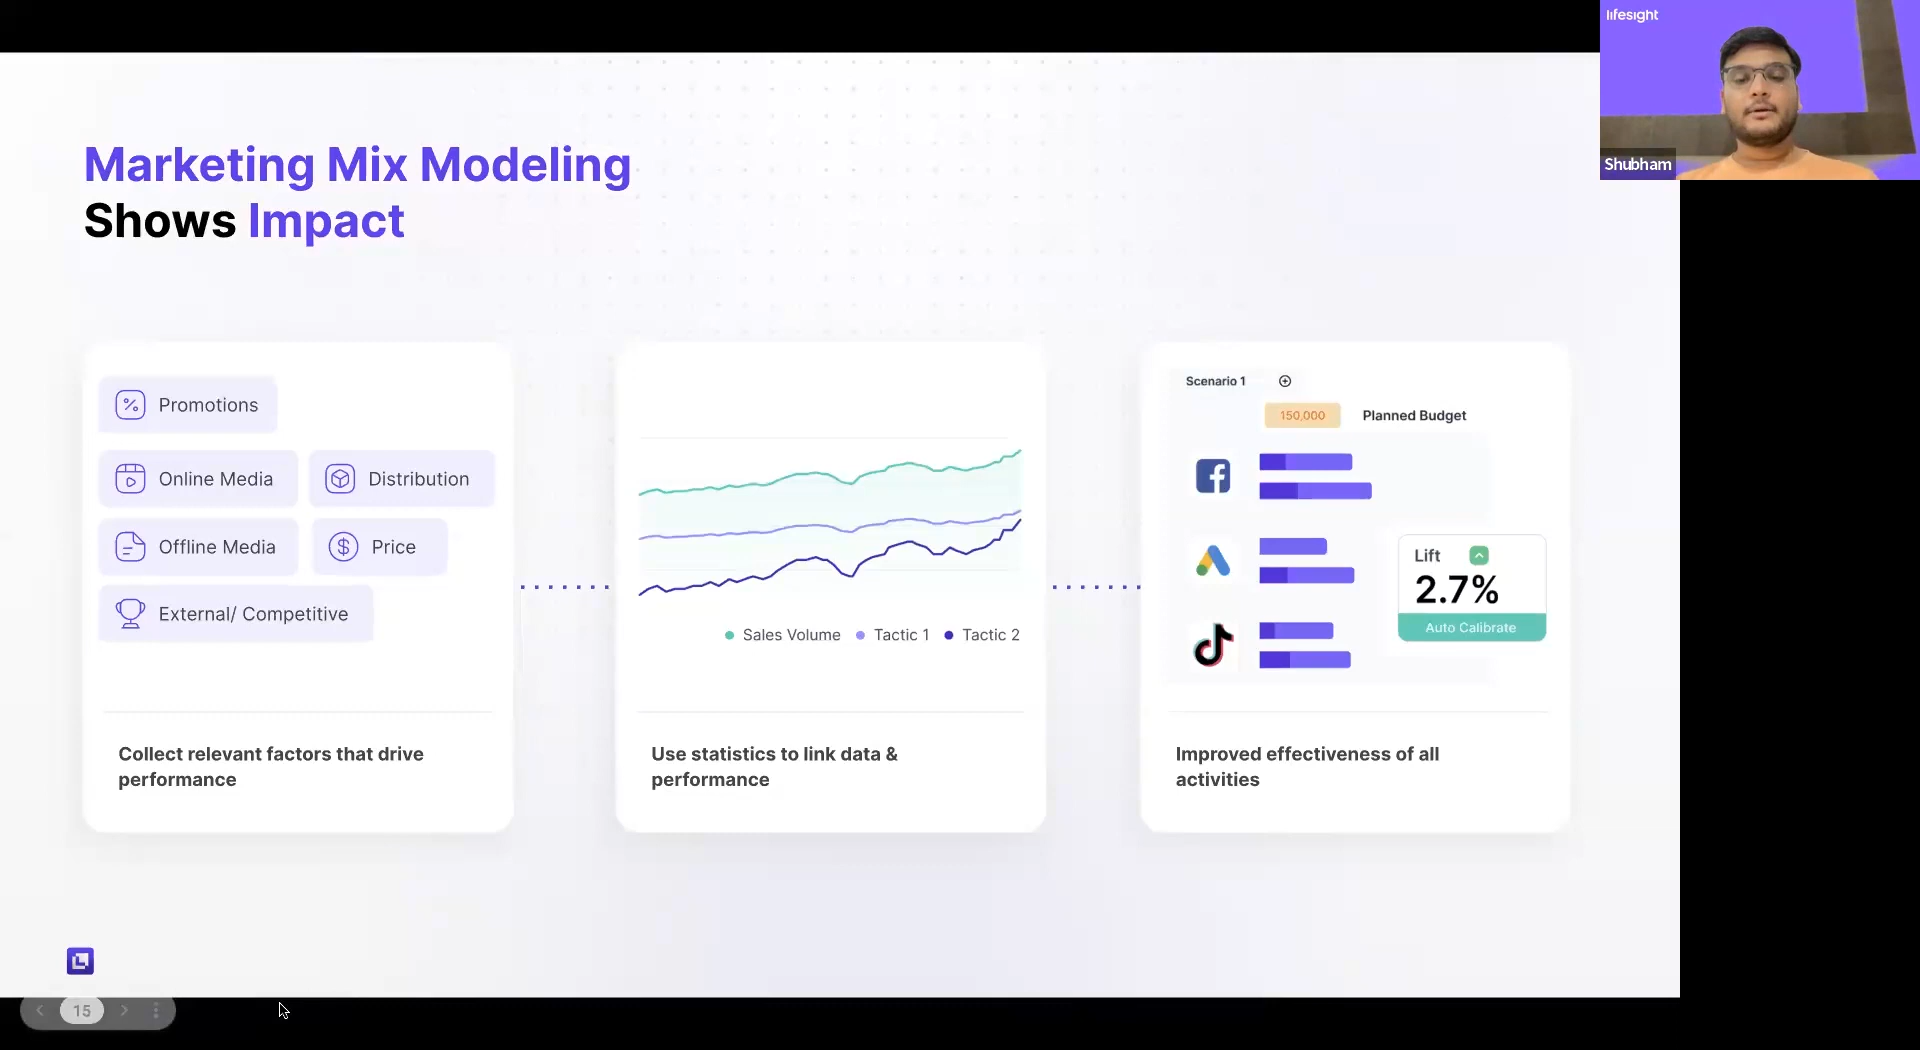 lifesight
Shubham
Marketing Mix Modeling
Shows Impact
Promotions
Online Media
Distribution
Offline Media
Price
External/ Competitive
Collect relevant factors that drive
performance
Sales Volume
Tactic 1
Tactic 2
Use statistics to link data &
performance
Scenario 1
150,000
Planned Budget
Lift
2.7%
Auto Calibrate
Improved effectiveness of all
activities
15